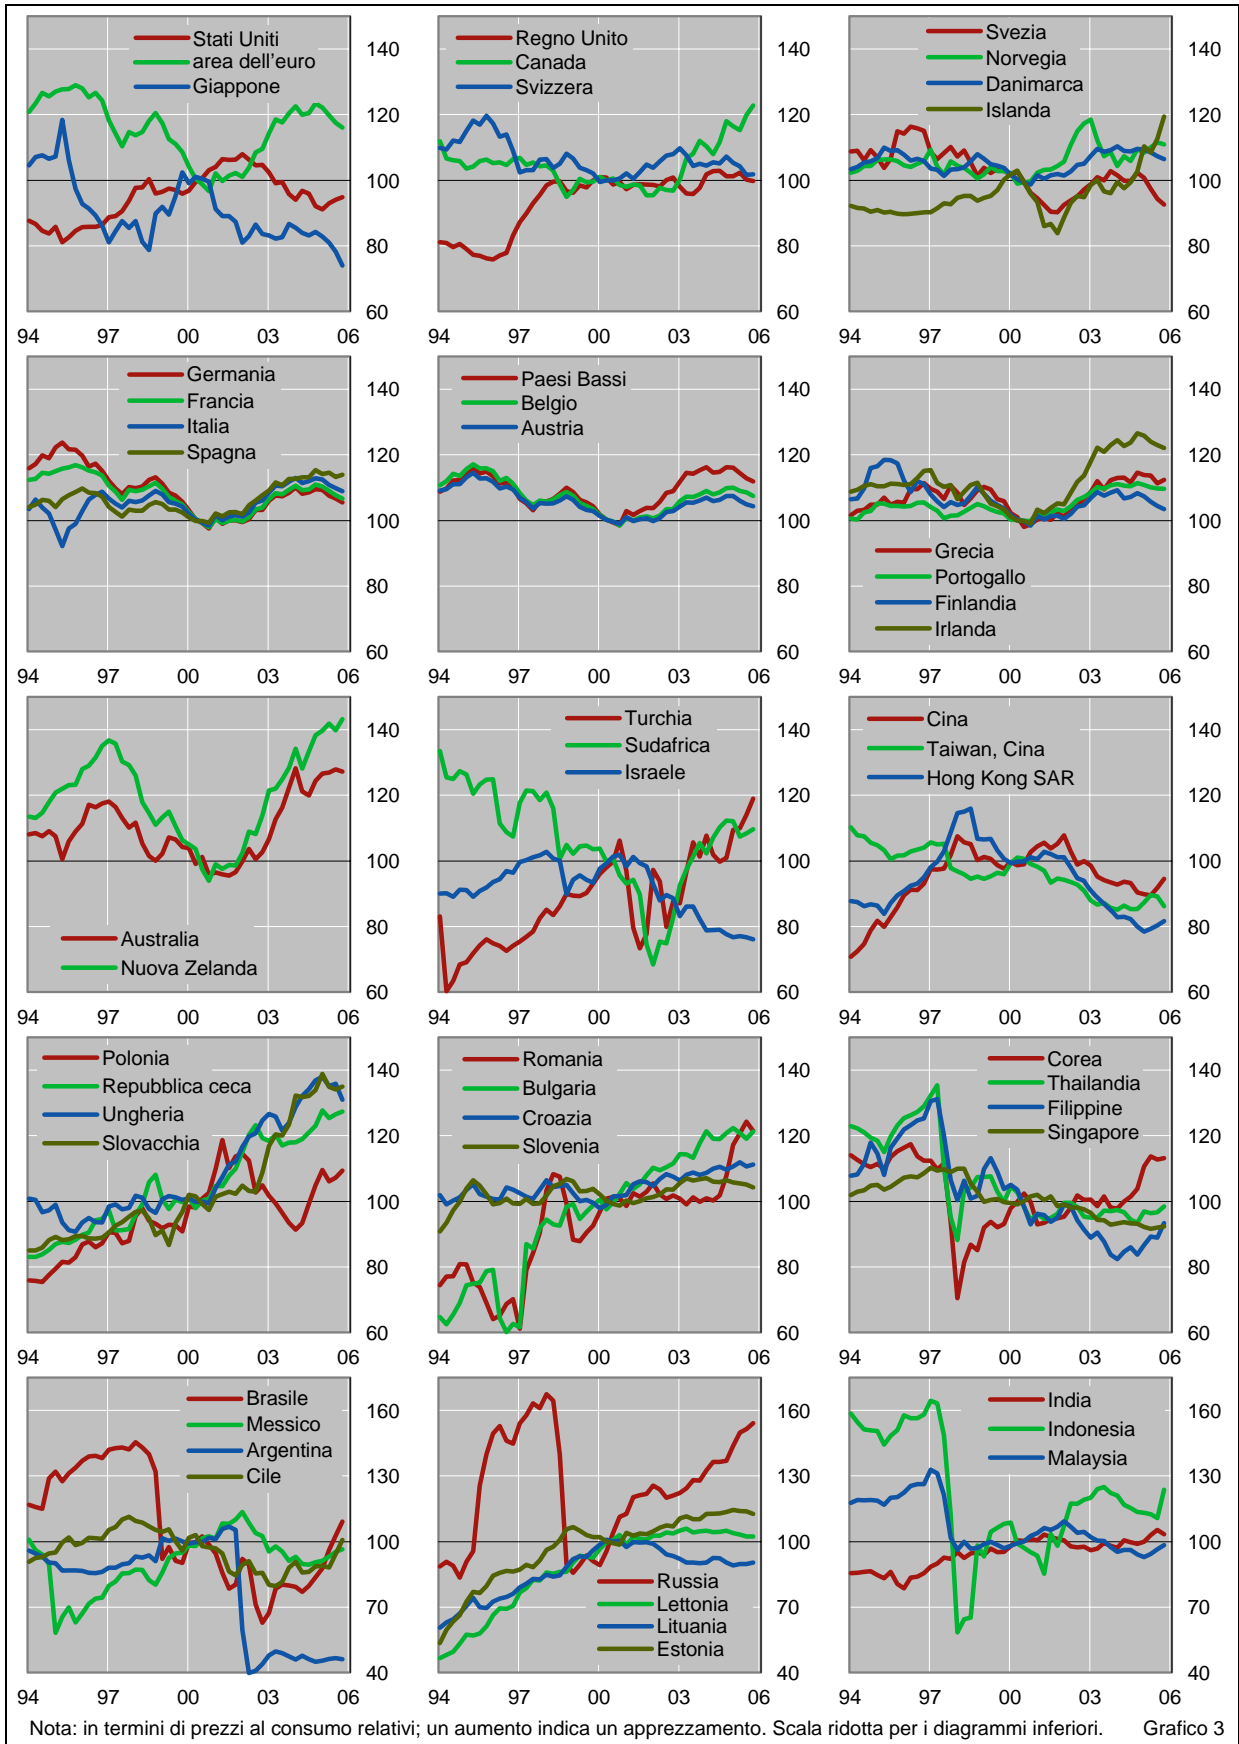 Stati Uniti
area dell'euro
Giappone
140
120
100
80
60
94 97 00 03 06
Regno Unito
Canada
Svizzera
140
120
100
80
60
94 97 00 03 06
Svezia
Norvegia
Danimarca
Islanda
140
120
100
80
60
94 97 00 03 06
Germania
Francia
Italia
Spagna
140
120
100
80
60
94 97 00 03 06
Paesi Bassi
Belgio
Austria
140
120
100
80
60
94 97 00 03 06
Grecia
Portogallo
Finlandia
Irlanda
140
120
100
80
60
94 97 00 03 06
Australia
Nuova Zelanda
140
120
100
80
60
94 97 00 03 06
Turchia
Sudafrica
Israele
140
120
100
80
60
94 97 00 03 06
Cina
Taiwan, Cina
Hong Kong SAR
140
120
100
80
60
94 97 00 03 06
Polonia
Repubblica ceca
Ungheria
Slovacchia
140
120
100
80
60
94 97 00 03 06
Romania
Bulgaria
Croazia
Slovenia
140
120
100
80
60
94 97 00 03 06
Corea
Thailandia
Filippine
Singapore
140
120
100
80
60
94 97 00 03 06
Brasile
Messico
Argentina
Cile
160
130
100
70
40
94 97 00 03 06
Russia
Lettonia
Lituania
Estonia
160
130
100
70
40
94 97 00 03 06
India
Indonesia
Malaysia
160
130
100
70
40
94 97 00 03 06
Nota: in termini di prezzi al consumo relativi; un aumento indica un apprezzamento. Scala ridotta per i diagrammi inferiori. Grafico 3